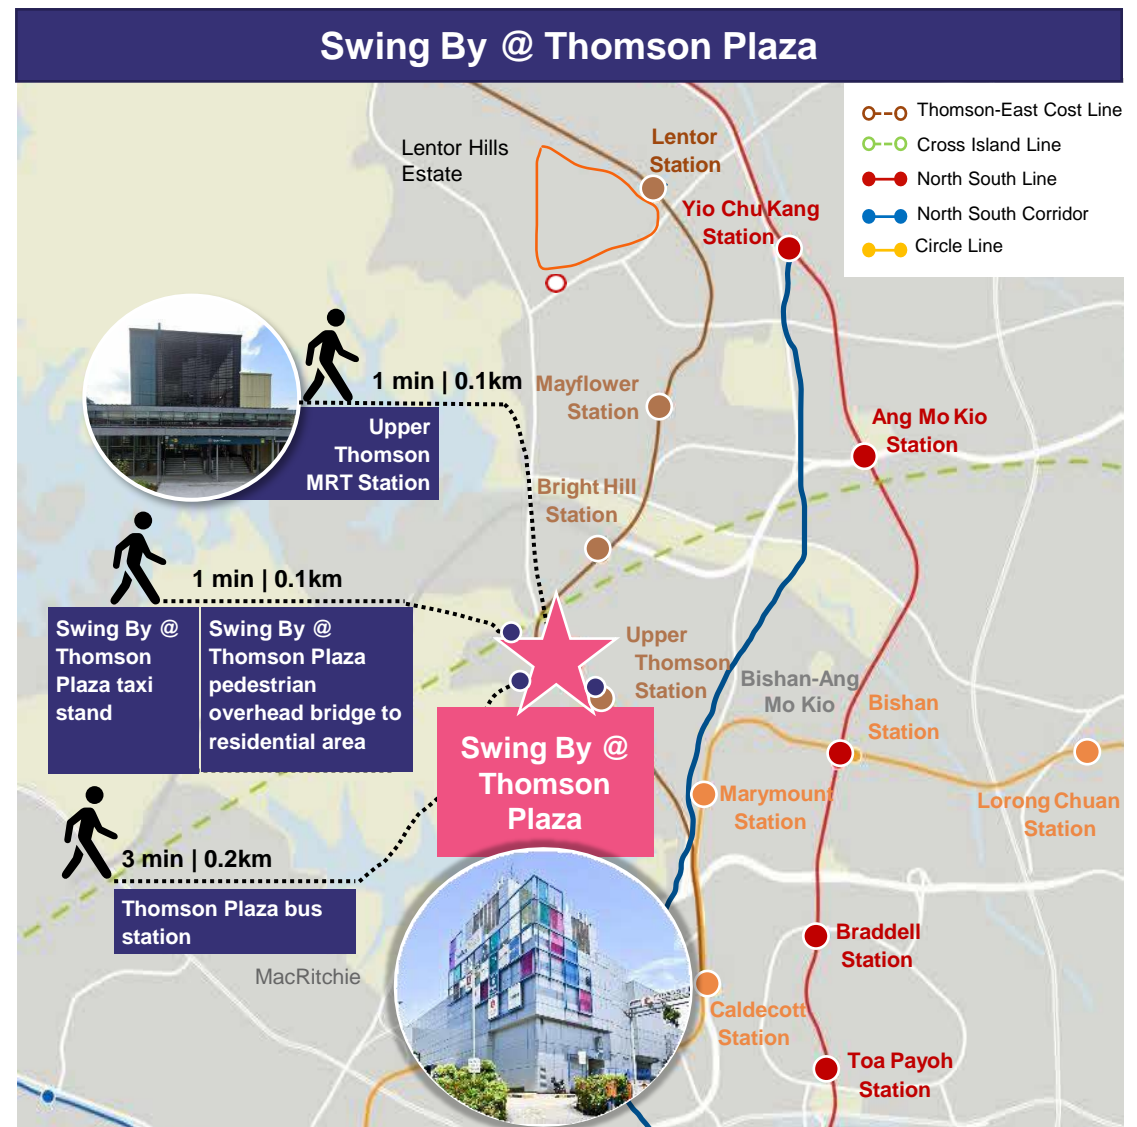 Swing By @ Thomson Plaza
Thomson-East Cost Line
Cross Island Line
North South Line
North South Corridor
Circle Line
Lentor Hills
Estate
Lentor
Station
Yio Chu Kang
Station
1 min | 0.1km
Upper
Thomson
MRT Station
Mayflower
Station
Ang Mo Kio
Station
Bright Hill
Station
1 min | 0.1km
Swing By @
Thomson
Plaza taxi
stand
Swing By @
Thomson Plaza
pedestrian
overhead bridge to
residential area
Upper
Thomson
Station
Bishan-Ang
Mo Kio
Bishan
Station
Swing By @
Thomson
Plaza
Marymount
Station
Lorong Chuan
Station
3 min | 0.2km
Thomson Plaza bus
station
MacRitchie
Braddell
Station
Caldecott
Station
Toa Payoh
Station